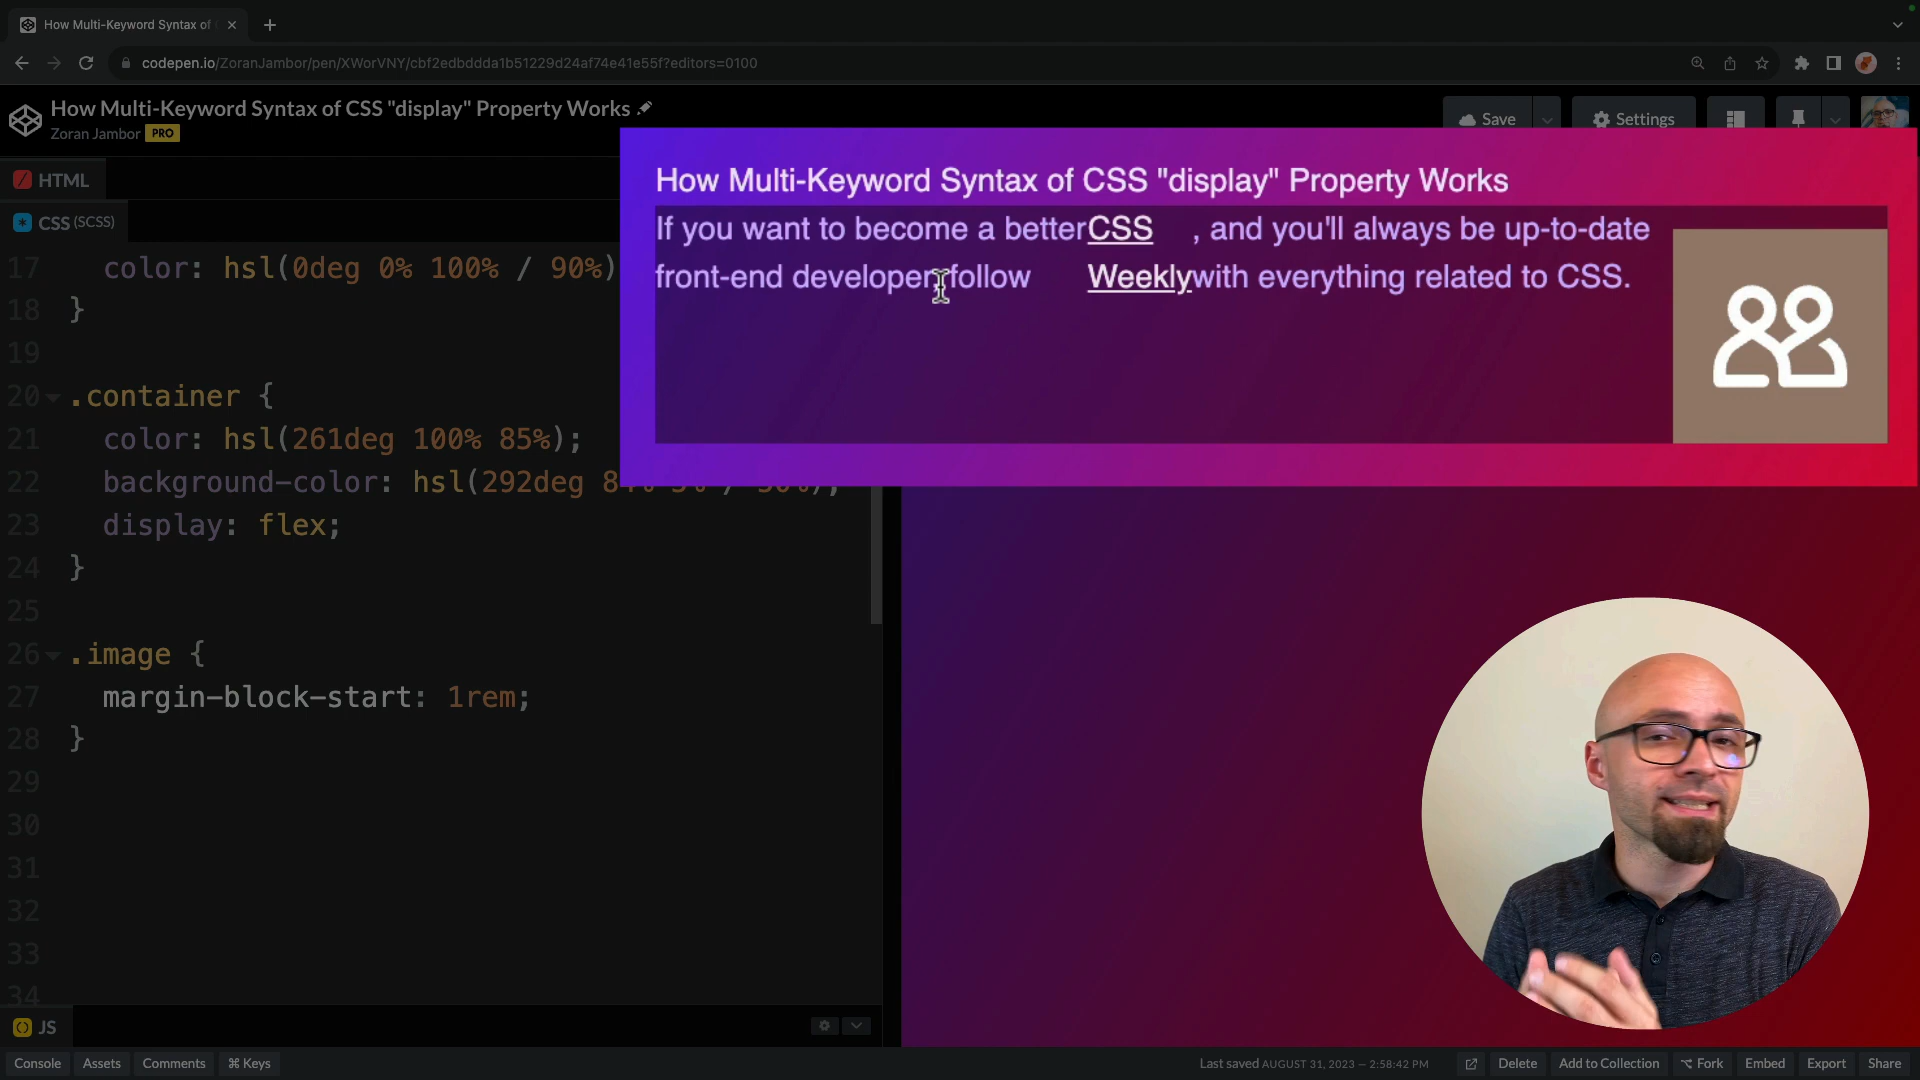 How Multi-Keyword Syntax of
codepen.io/ZoranJambor/pen/XWorVNY/cbf2edbddda1b51229d24af74e41e55f?editors=0100
How Multi-Keyword Syntax of CSS "display" Property Works
Zoran Jambor PRO
Save
Settings
HTML
CSS (SCSS)
17 color: hsl(0deg 0% 100% / 90%)
18 }
19
20 .container {
21 color: hsl(261deg 100% 85%);
22 background-color: hsl(292deg
23 display: flex;
24 }
25
26 .image {
27 margin-block-start: 1rem;
28 }
29
30
31
32
33
34
How Multi-Keyword Syntax of CSS "display" Property Works
If you want to become a better CSS , and you'll always be up-to-date
front-end developer, follow Weekly with everything related to CSS.
JS
Console Assets Comments ⌘ Keys
Last saved AUGUST 31, 2023 — 2:58:42 PM
Delete Add to Collection Fork Embed Export Share